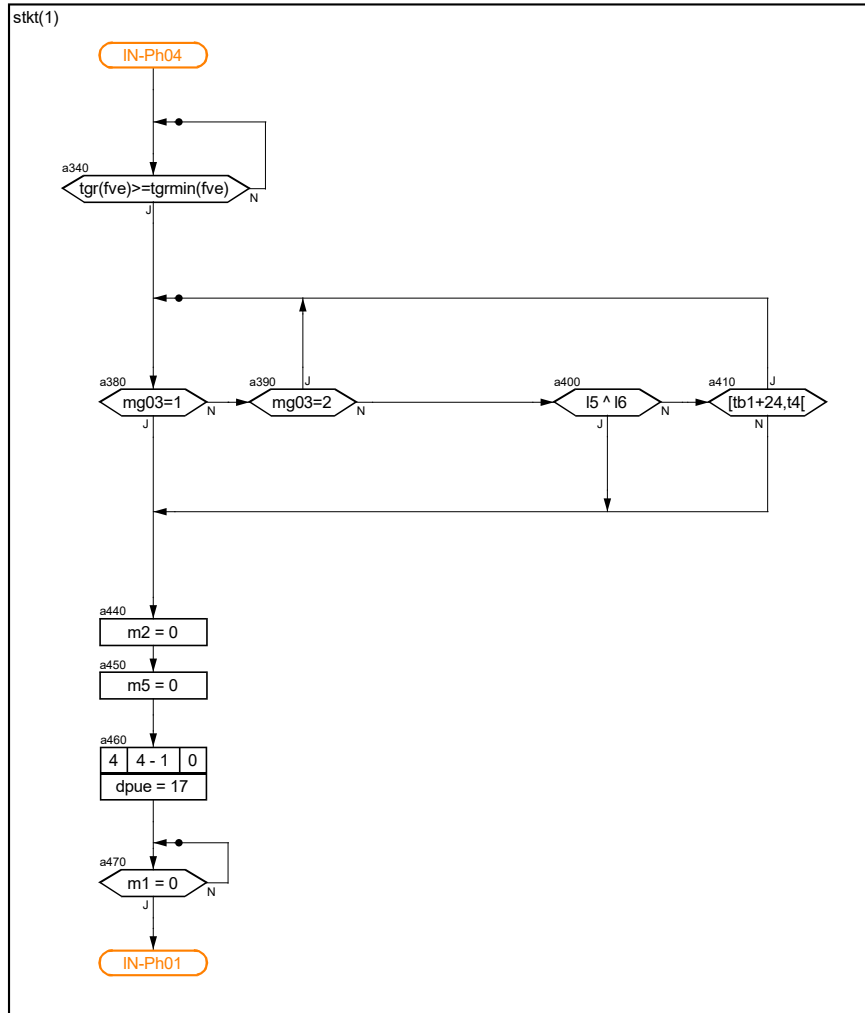 stkt(1)
IN-Ph04
a340
tgr(fve)>=tgrmin(fve)
N
J
a380
mg03=1
N
J
a390
mg03=2
J
N
a400
l5 ^ l6
N
J
a410
[tb1+24,t4[
J
N
a440
m2 = 0
a450
m5 = 0
a460
4 4 - 1 0
dpue = 17
a470
m1 = 0
N
J
IN-Ph01